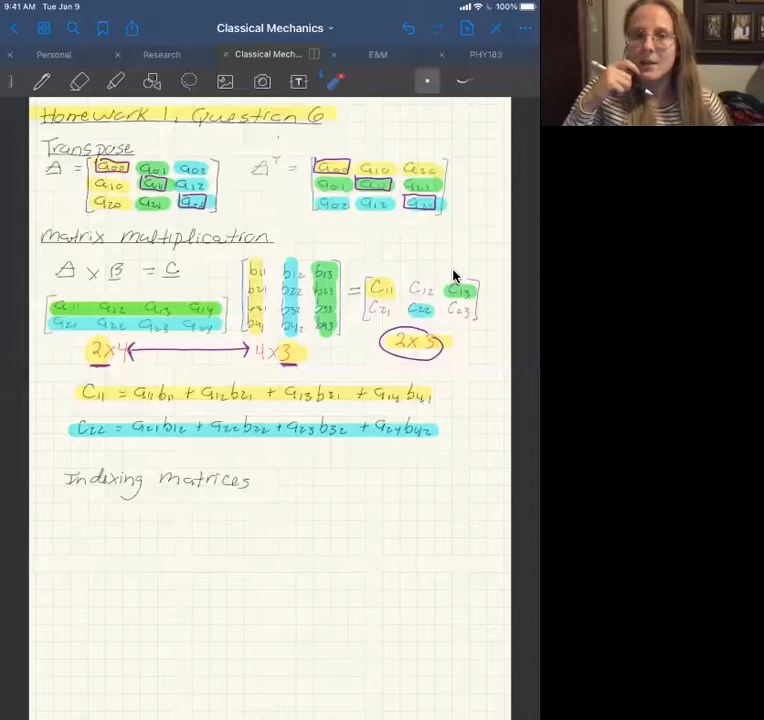 9:41 AM Tue Jan 9
100%
Classical Mechanics
Personal
Research
Classical Mech...
E&M
PHY183
Homework 1, Question 6
Transpose
A = [a00 a01 a02
a10 a11 a12
a20 a21 a22]
A^T = [a00 a10 a20
a01 a11 a21
a02 a12 a22]
Matrix multiplication
A × B = C
[a11 a12 a13 a14
a21 a22 a23 a24]
[b11 b12 b13
b21 b22 b23
b31 b32 b33
b41 b42 b43]
= [C11 C12 C13
C21 C22 C23]
2×4
4×3
2×3
C11 = a11b11 + a12b21 + a13b31 + a14b41
C22 = a21b12 + a22b22 + a23b32 + a24b42
Indexing matrices